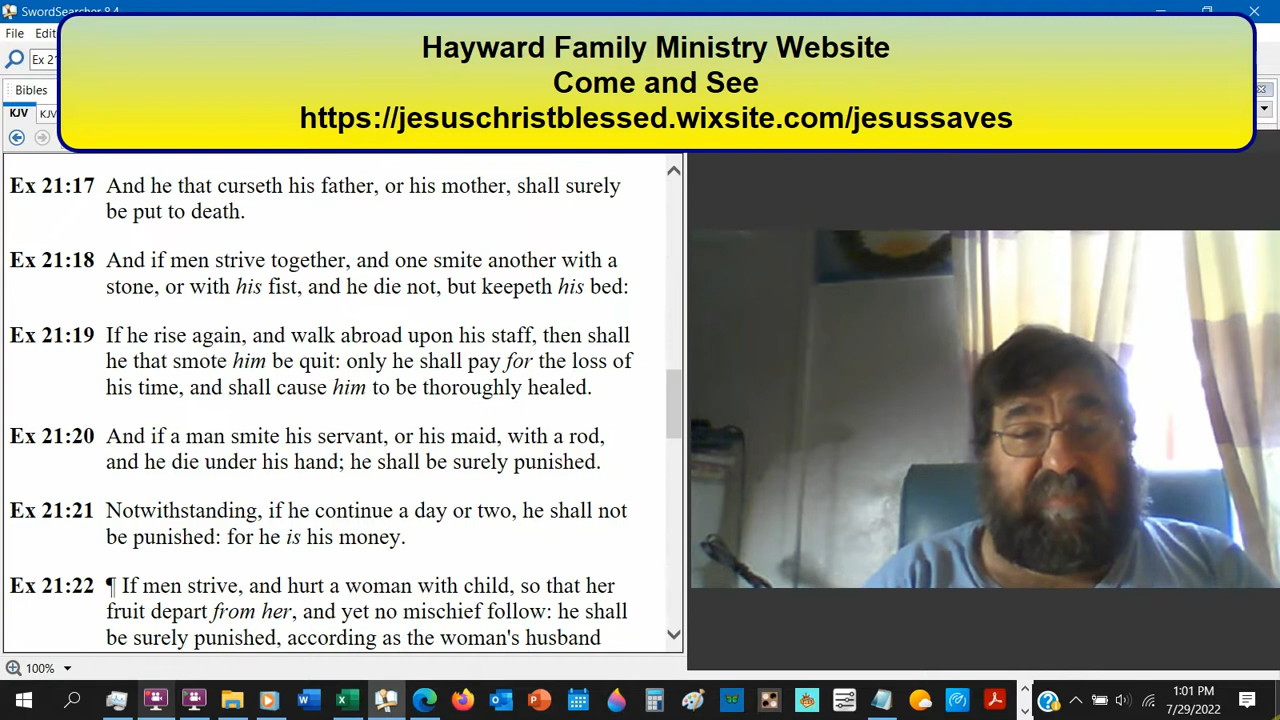 SwordSearcher 8.4
Hayward Family Ministry Website
Come and See
https://jesuschristblessed.wixsite.com/jesussaves
File
Ex 21
Bibles
KJV
Ex 21:17 And he that curseth his father, or his mother, shall surely
be put to death.
Ex 21:18 And if men strive together, and one smite another with a
stone, or with his fist, and he die not, but keepeth his bed:
Ex 21:19 If he rise again, and walk abroad upon his staff, then shall
he that smote him be quit: only he shall pay for the loss of
his time, and shall cause him to be thoroughly healed.
Ex 21:20 And if a man smite his servant, or his maid, with a rod,
and he die under his hand; he shall be surely punished.
Ex 21:21 Notwithstanding, if he continue a day or two, he shall not
be punished: for he is his money.
Ex 21:22 ¶ If men strive, and hurt a woman with child, so that her
fruit depart from her, and yet no mischief follow: he shall
be surely punished, according as the woman's husband
100%
1:01 PM
7/29/2022